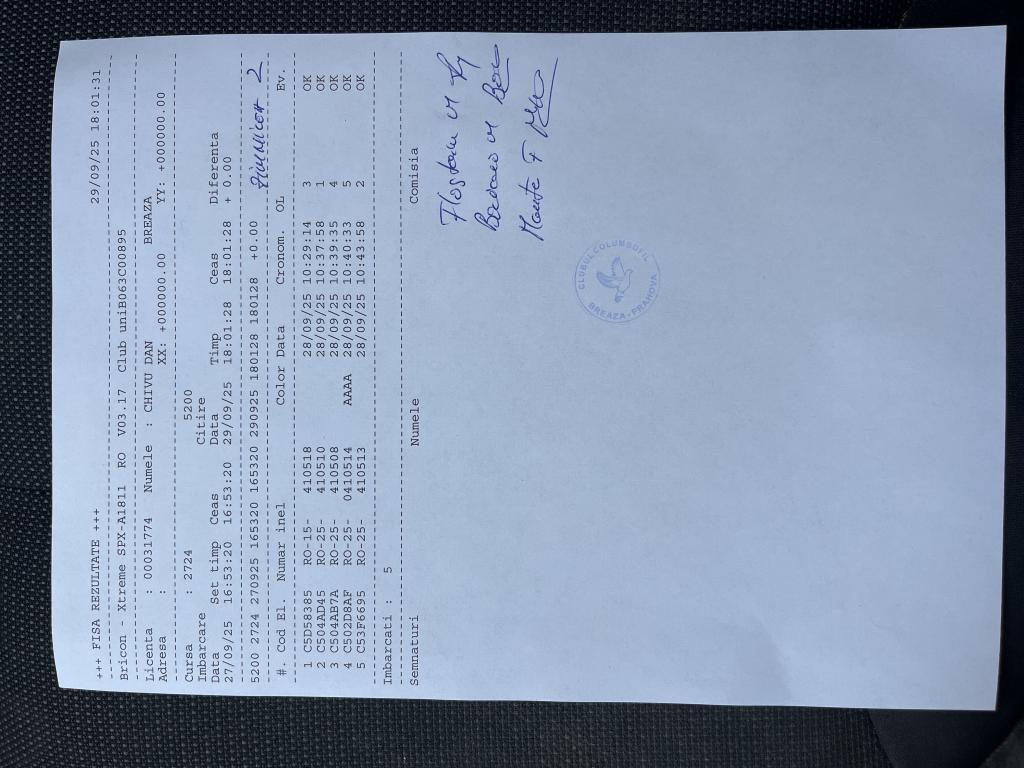 +++ FISA REZULTATE +++ 29/09/25 18:01:31
Bricon - Xtreme SPX-A1811 RO V03.17 Club uniB063C00895
Licenta : 00031774 Numele : CHIVU DAN BREAZA
Adresa : XX: +000000.00 YY: +000000.00
Cursa : 2724 5200
Imbarcare Citire
Data Set timp Ceas Data Timp Ceas Diferenta
27/09/25 16:53:20 16:53:20 29/09/25 18:01:28 18:01:28 + 0.00
5200 2724 270925 165320 165320 290925 180128 180128 +0.00 2
#. Cod El. Numar inel Color Data Cronom. OL Ev.
1 C5D58385 RO-15- 410518 28/09/25 10:29:14 3 OK
2 C504AD45 RO-25- 410510 28/09/25 10:37:58 1 OK
3 C504AB7A RO-25- 410508 28/09/25 10:39:35 4 OK
4 C502D8AF RO-25- 0410514 AAAA 28/09/25 10:40:33 5 OK
5 C53F6695 RO-25- 410513 28/09/25 10:43:58 2 OK
Imbarcati : 5
Semnaturi Numele Comisia
CLUBUL COLUMBOFIL
BREAZA - PRAHOVA